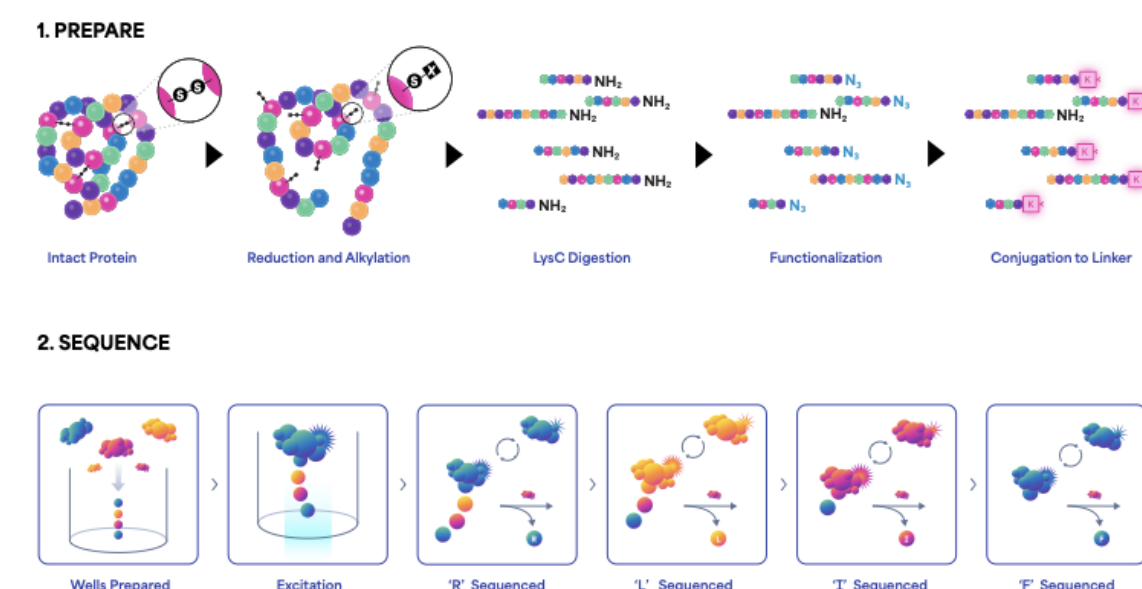 1. PREPARE
S S
S X
NH₂
NH₂
NH₂
NH₂
NH₂
NH₂
N₃
N₃
NH₂
N₃
N₃
N₃
K
K
NH₂
K
K
K
Intact Protein
Reduction and Alkylation
LysC Digestion
Functionalization
Conjugation to Linker
2. SEQUENCE
R
L
I
F
Wells Prepared
Excitation
'R' Sequenced
'L' Sequenced
'I' Sequenced
'F' Sequenced